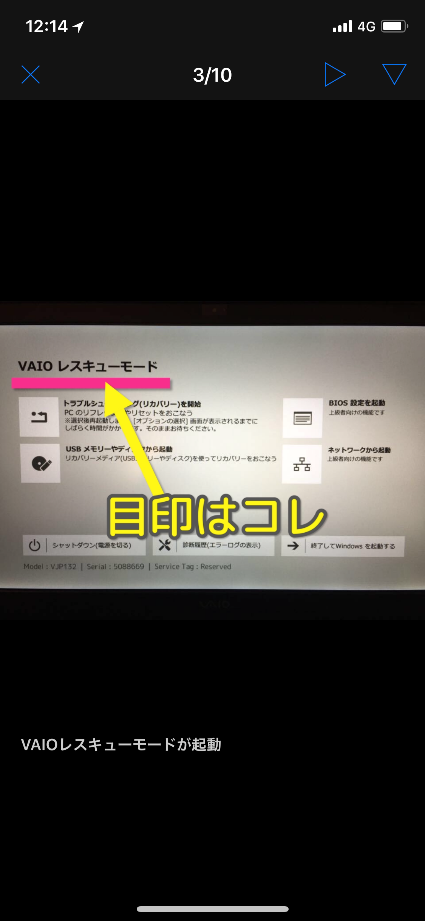 12:14
4G
3/10
VAIO レスキューモード
トラブルシュ グ(リカバリー)を開始
PC のリフレ やリセットをおこなう
※選択後再起動し [オプションの選択] 画面が表示されるまでに
しばらく時間がかか す。そのままお待ちください。
BIOS 設定を起動
上級者向けの機能です
USB メモリーやディ から起動
リカバリーメディア(USB リーやディスク)を使ってリカバリーをおこなう
ネットワークから起動
上級者向けの機能です
目印はコレ
シャットダウン(電源を切る)
診断履歴(エラーログの表示)
終了してWindows を起動する
Model : VJP132 | Serial : 5088669 | Service Tag : Reserved
VAIOレスキューモードが起動